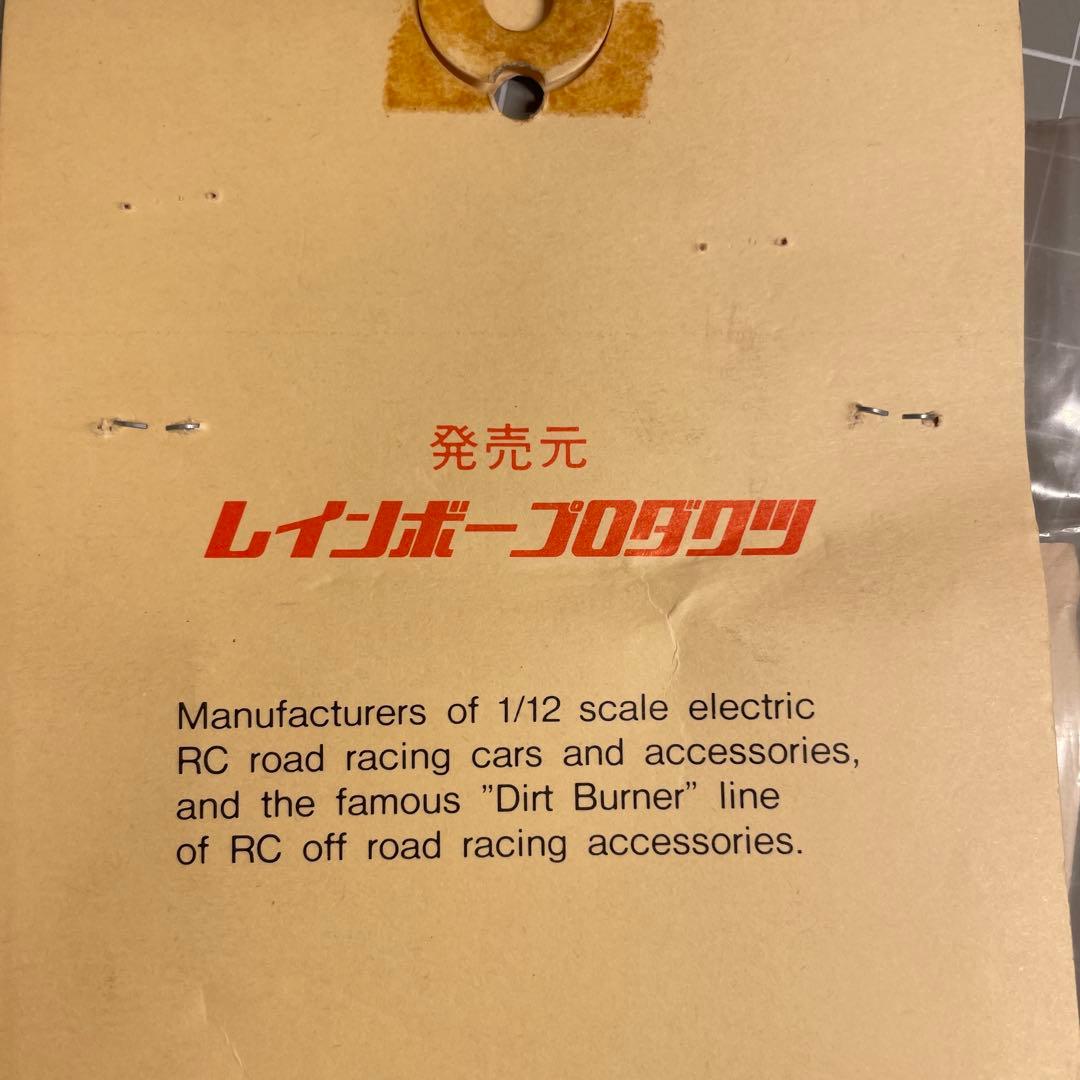 発売元
レインボープロダクツ
Manufacturers of 1/12 scale electric
RC road racing cars and accessories,
and the famous ”Dirt Burner” line
of RC off road racing accessories.